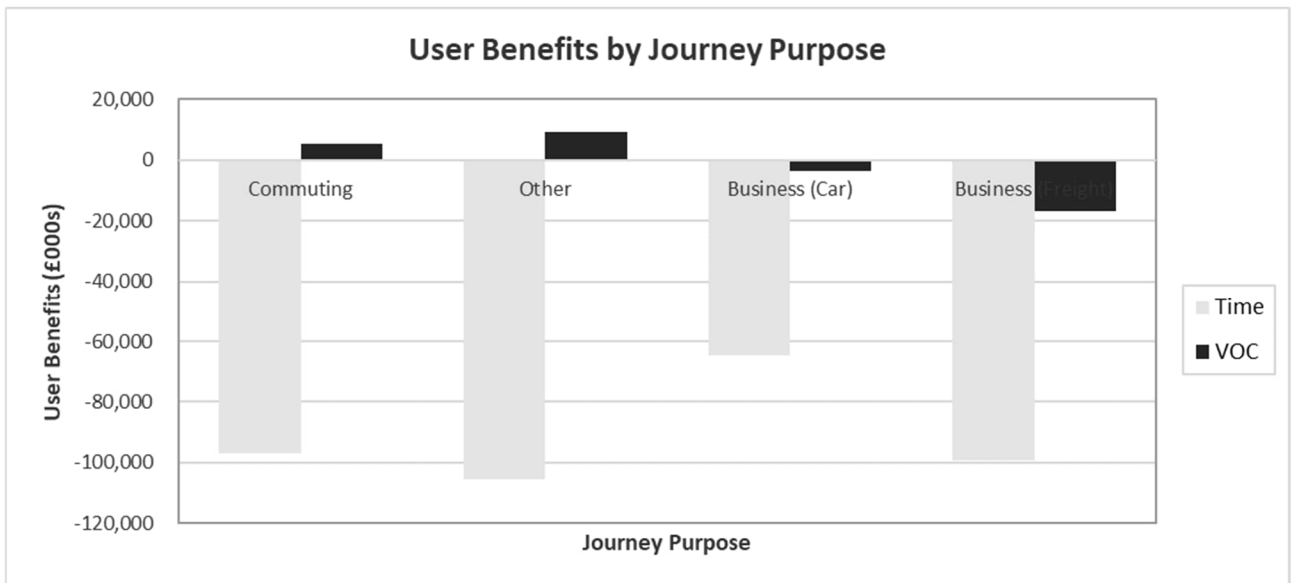 User Benefits by Journey Purpose
20,000
0
-20,000
-40,000
-60,000
-80,000
-100,000
-120,000
User Benefits (£000s)
Commuting Other Business (Car) Business (Freight)
Journey Purpose
Time
VOC